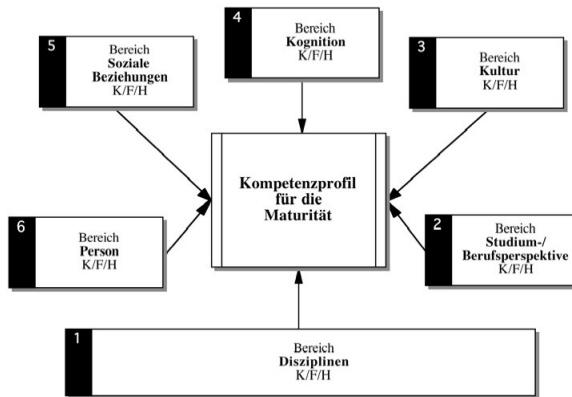 4
Bereich
Kognition
K/F/H
5
Bereich
Soziale
Beziehungen
K/F/H
3
Bereich
Kultur
K/F/H
Kompetenzprofil
für die
Maturität
6
Bereich
Person
K/F/H
2
Bereich
Studium-/
Berufsperspektive
K/F/H
1
Bereich
Disziplinen
K/F/H